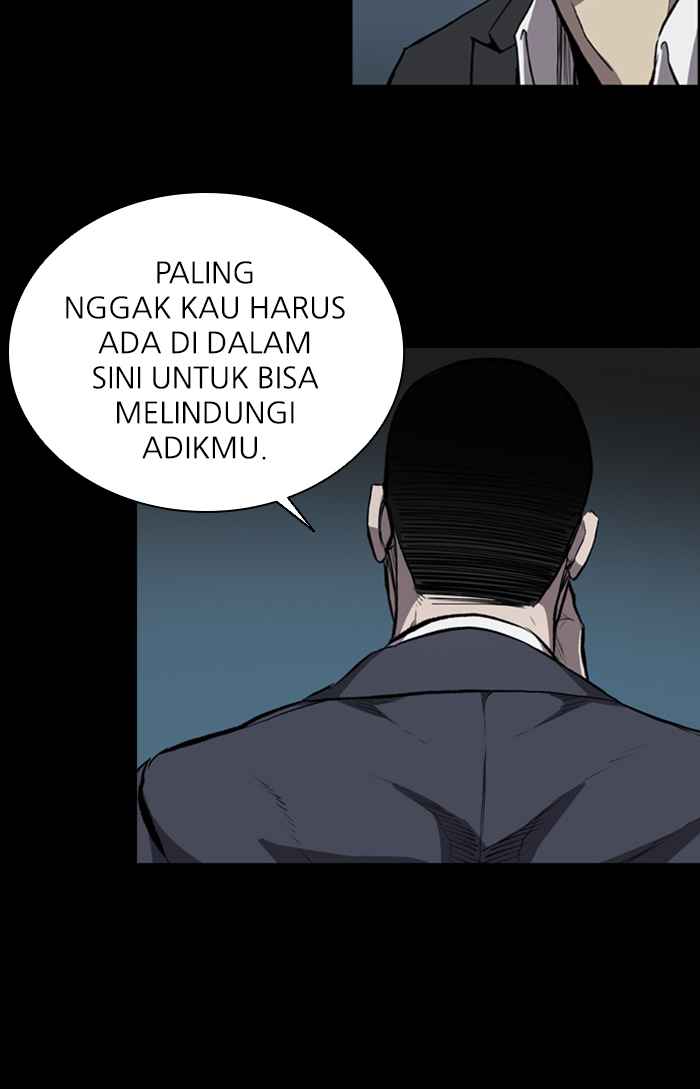 PALING
NGGAK KAU HARUS
ADA DI DALAM
SINI UNTUK BISA
MELINDUNGI
ADIKMU.